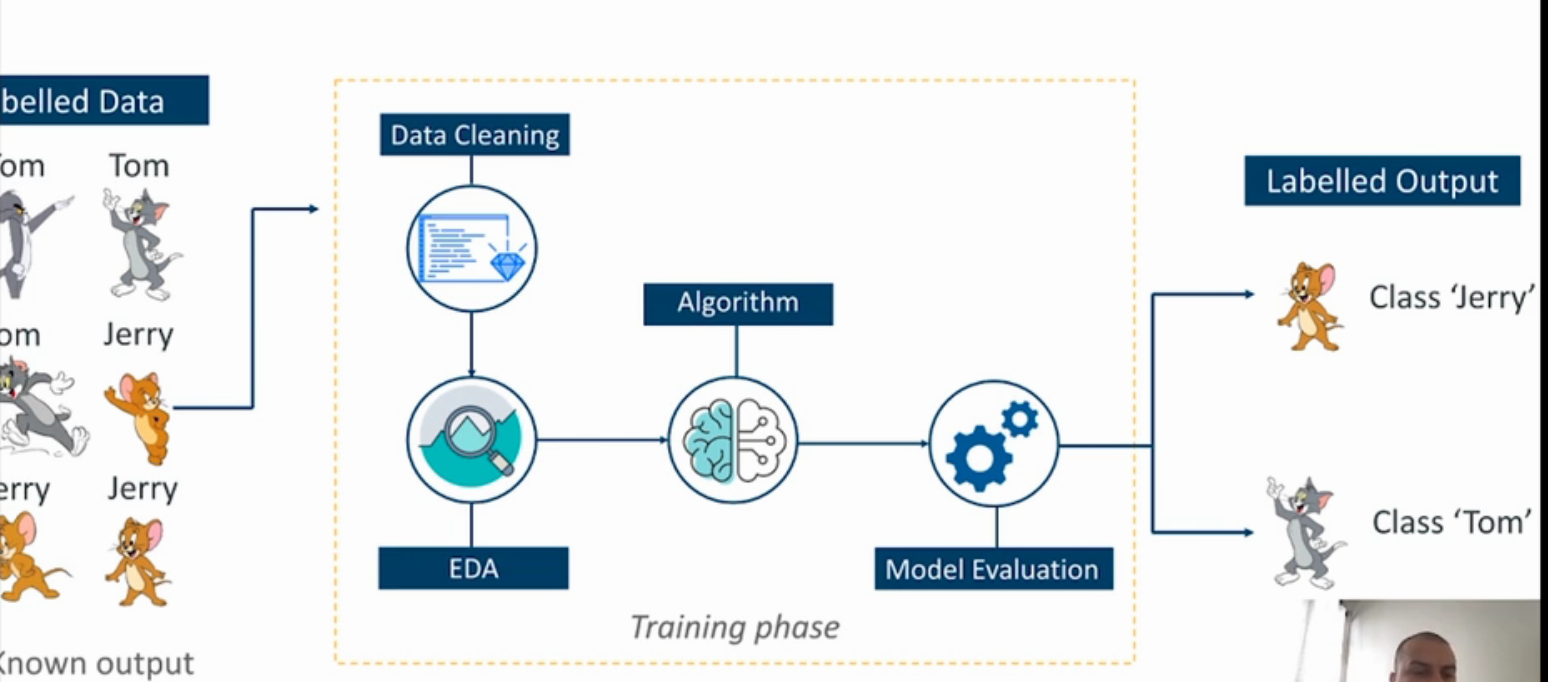 belled Data
om Tom
om Jerry
erry Jerry
Known output
Data Cleaning
Algorithm
EDA
Model Evaluation
Training phase
Labelled Output
Class ‘Jerry’
Class ‘Tom’